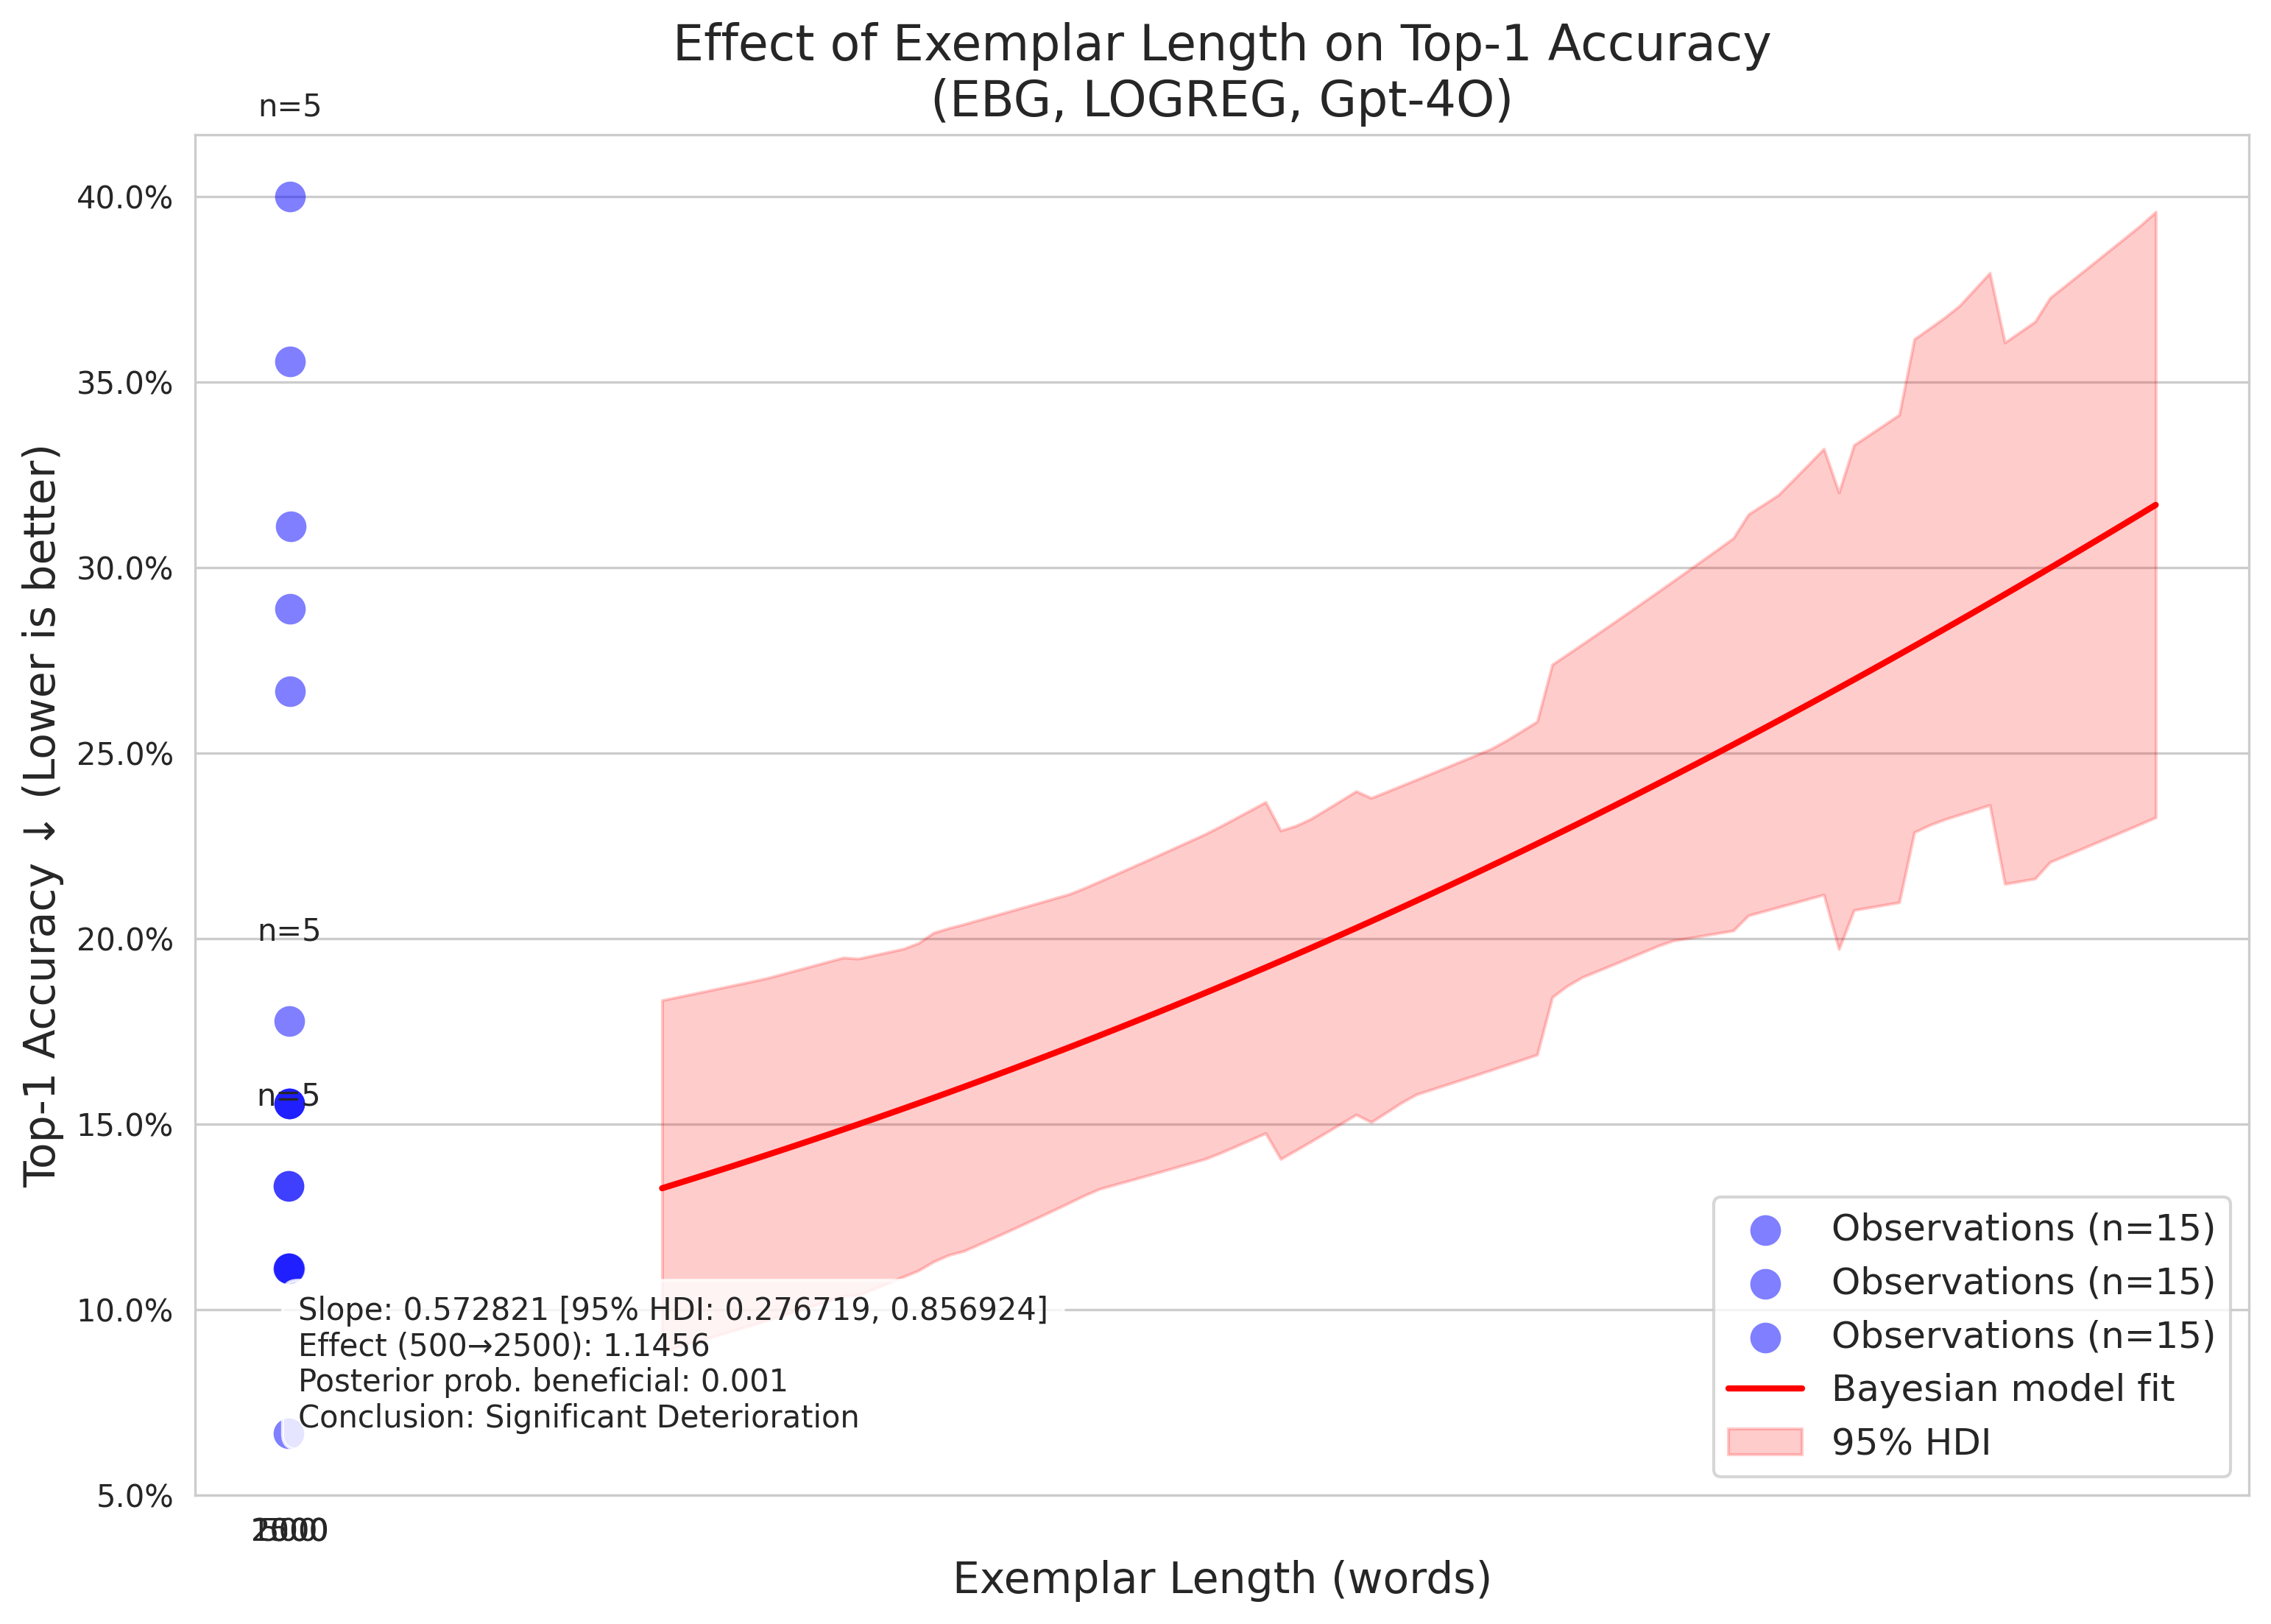 Effect of Exemplar Length on Top-1 Accuracy
(EBG, LOGREG, Gpt-4O)
n=5
40.0%
35.0%
30.0%
25.0%
n=5
20.0%
n=5
15.0%
10.0%
5.0%
Top-1 Accuracy ↓ (Lower is better)
Slope: 0.572821 [95% HDI: 0.276719, 0.856924]
Effect (500→2500): 1.1456
Posterior prob. beneficial: 0.001
Conclusion: Significant Deterioration
Observations (n=15)
Observations (n=15)
Observations (n=15)
Bayesian model fit
95% HDI
Exemplar Length (words)